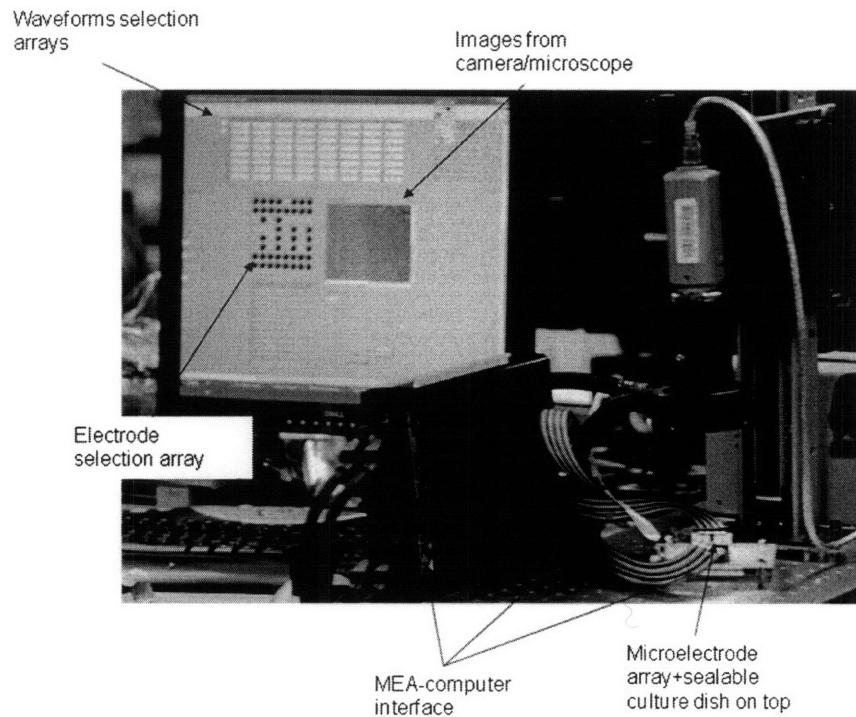 Waveforms selection
arrays
Images from
camera/microscope
Electrode
selection array
MEA-computer
interface
Microelectrode
array+sealable
culture dish on top